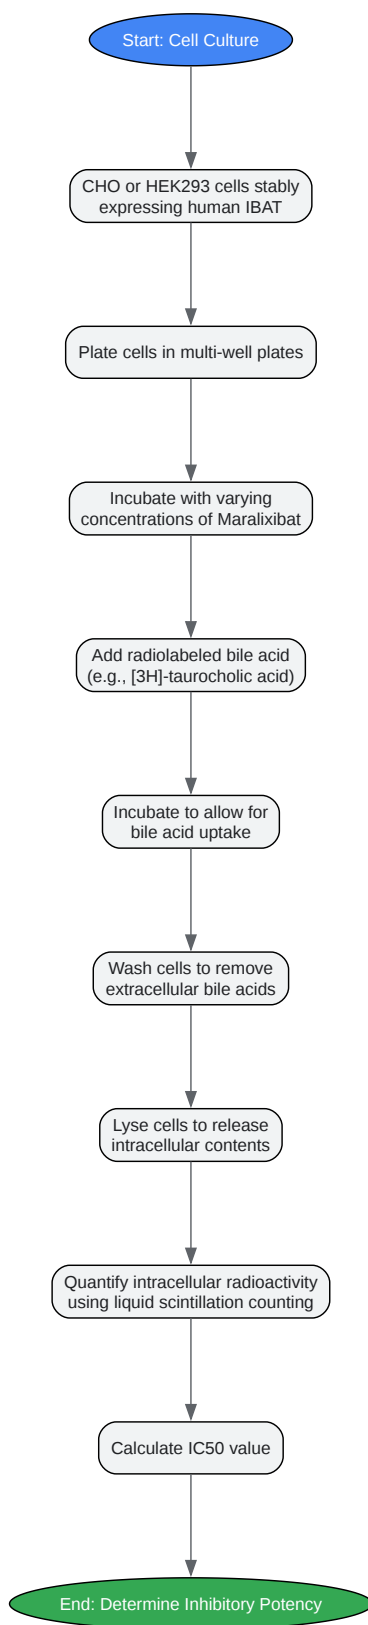 Start: Cell Culture
CHO or HEK293 cells stably
expressing human IBAT
Plate cells in multi-well plates
Incubate with varying
concentrations of Maralixibat
Add radiolabeled bile acid
(e.g., [3H]-taurocholic acid)
Incubate to allow for
bile acid uptake
Wash cells to remove
extracellular bile acids
Lyse cells to release
intracellular contents
Quantify intracellular radioactivity
using liquid scintillation counting
Calculate IC50 value
End: Determine Inhibitory Potency